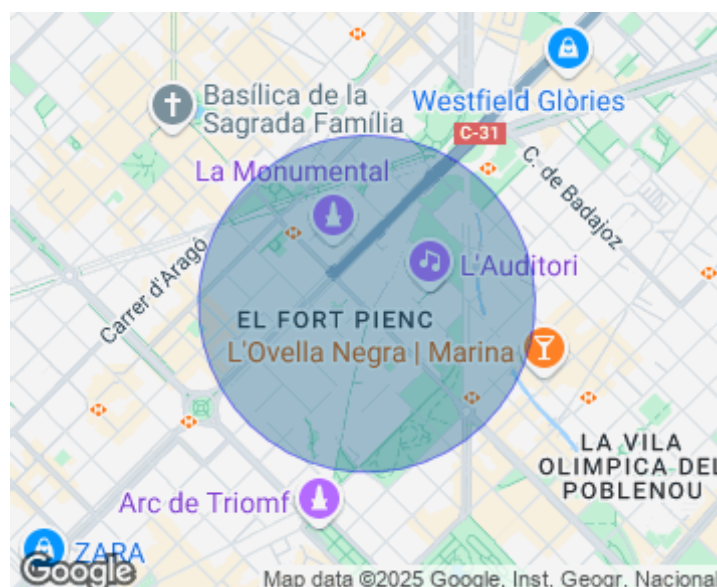 Basílica de la
Sagrada Família
Westfield Glòries
C-31
La Monumental
C. de Badajoz
Carrer d'Aragó
L'Auditori
EL FORT PIENC
L'Ovella Negra | Marina
LA VILA
OLIMPICA DEL
POBLENOU
Arc de Triomf
ZARA
Google
Map data ©2025 Google, Inst. Geogr. Nacional